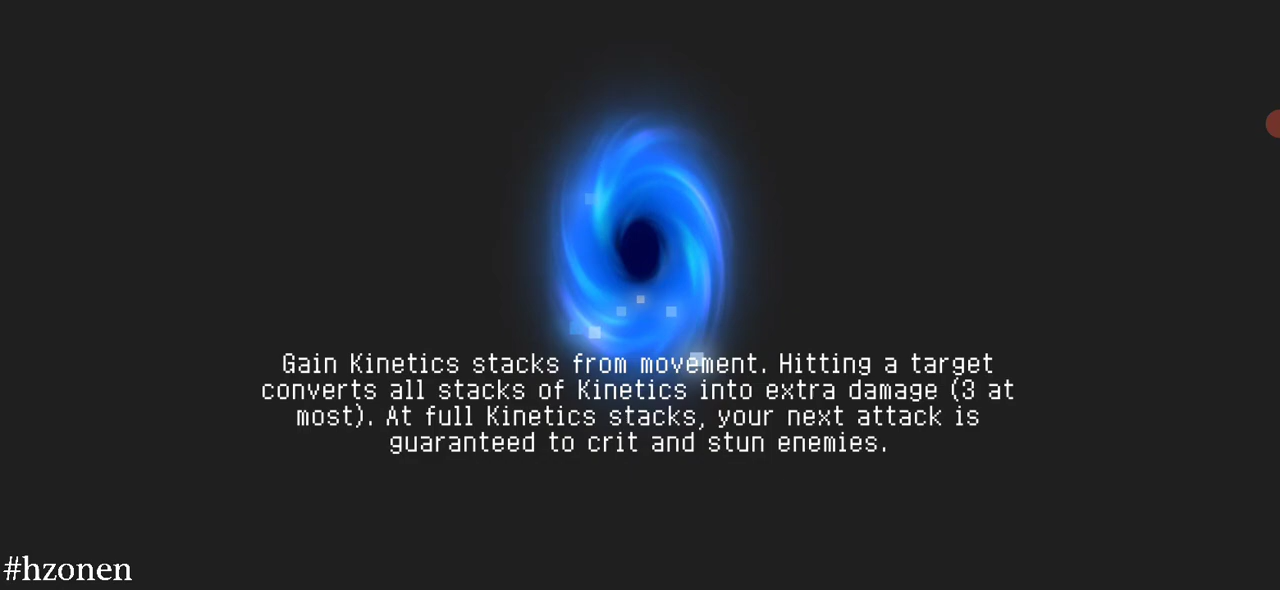 Gain Kinetics stacks from movement. Hitting a target
converts all stacks of Kinetics into extra damage (3 at
most). At full Kinetics stacks, your next attack is
guaranteed to crit and stun enemies.
#hzonen